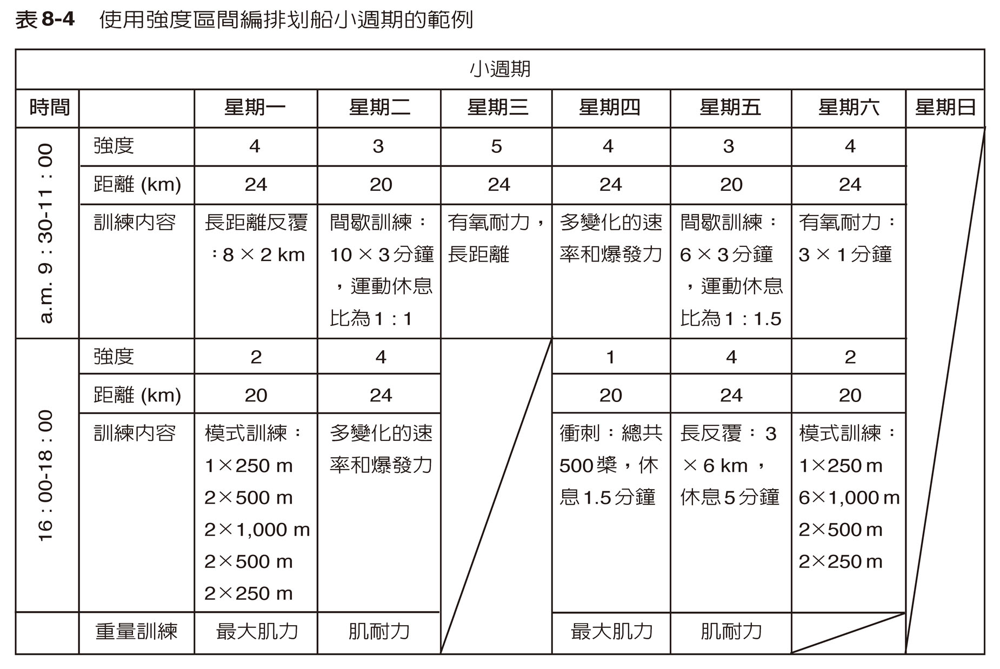 表8-4 使用強度區間編排划船小週期的範例
小週期
時間 星期一 星期二 星期三 星期四 星期五 星期六 星期日
a.m. 9：30-11：00
強度 4 3 5 4 3 4
距離 (km) 24 20 24 24 20 24
訓練內容
長距離反覆
：8 × 2 km
間歇訓練：
10 × 3分鐘
，運動休息
比為1：1
有氧耐力，
長距離
多變化的速
率和爆發力
間歇訓練：
6 × 3分鐘
，運動休息
比為1：1.5
有氧耐力：
3 × 1分鐘
16：00-18：00
強度 2 4 1 4 2
距離 (km) 20 24 20 24 20
訓練內容
模式訓練：
1×250 m
2×500 m
2×1,000 m
2×500 m
2×250 m
多變化的速
率和爆發力
衝刺：總共
500槳，休
息1.5分鐘
長反覆：3
× 6 km，
休息5分鐘
模式訓練：
1×250 m
6×1,000 m
2×500 m
2×250 m
重量訓練 最大肌力 肌耐力 最大肌力 肌耐力